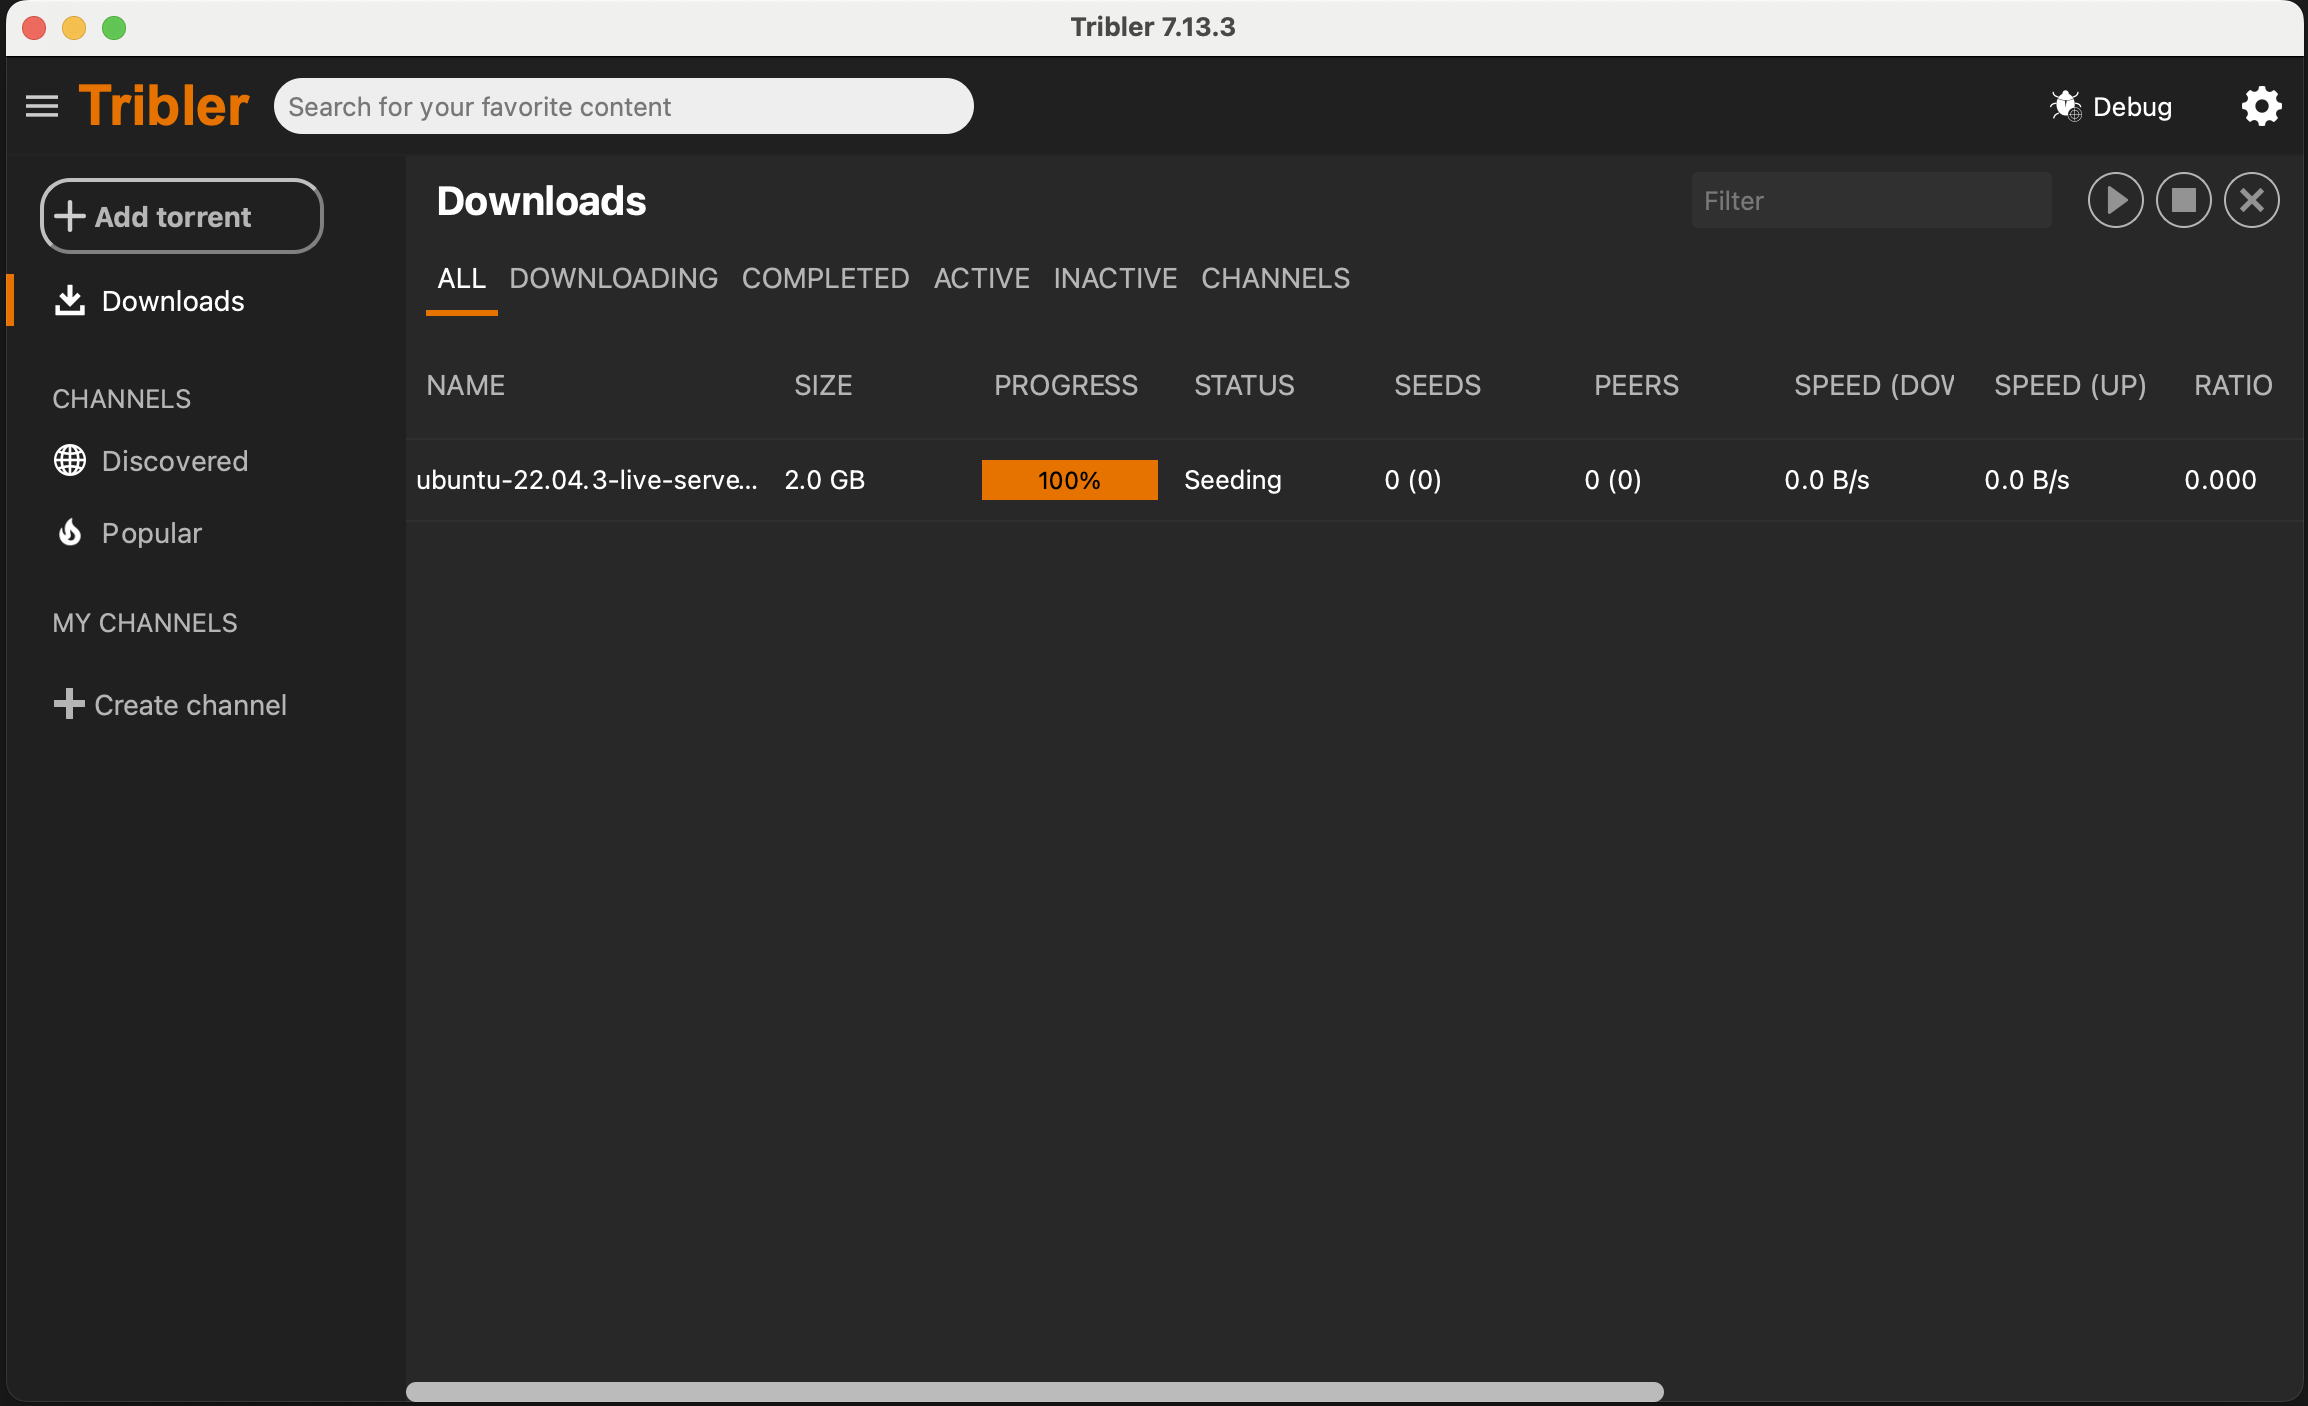 Tribler 7.13.3
Tribler
Search for your favorite content
Debug
Add torrent
Downloads
CHANNELS
Discovered
Popular
MY CHANNELS
Create channel
Downloads
Filter
ALL DOWNLOADING COMPLETED ACTIVE INACTIVE CHANNELS
NAME SIZE PROGRESS STATUS SEEDS PEERS SPEED (DOW SPEED (UP) RATIO
ubuntu-22.04.3-live-serve... 2.0 GB 100% Seeding 0 (0) 0 (0) 0.0 B/s 0.0 B/s 0.000